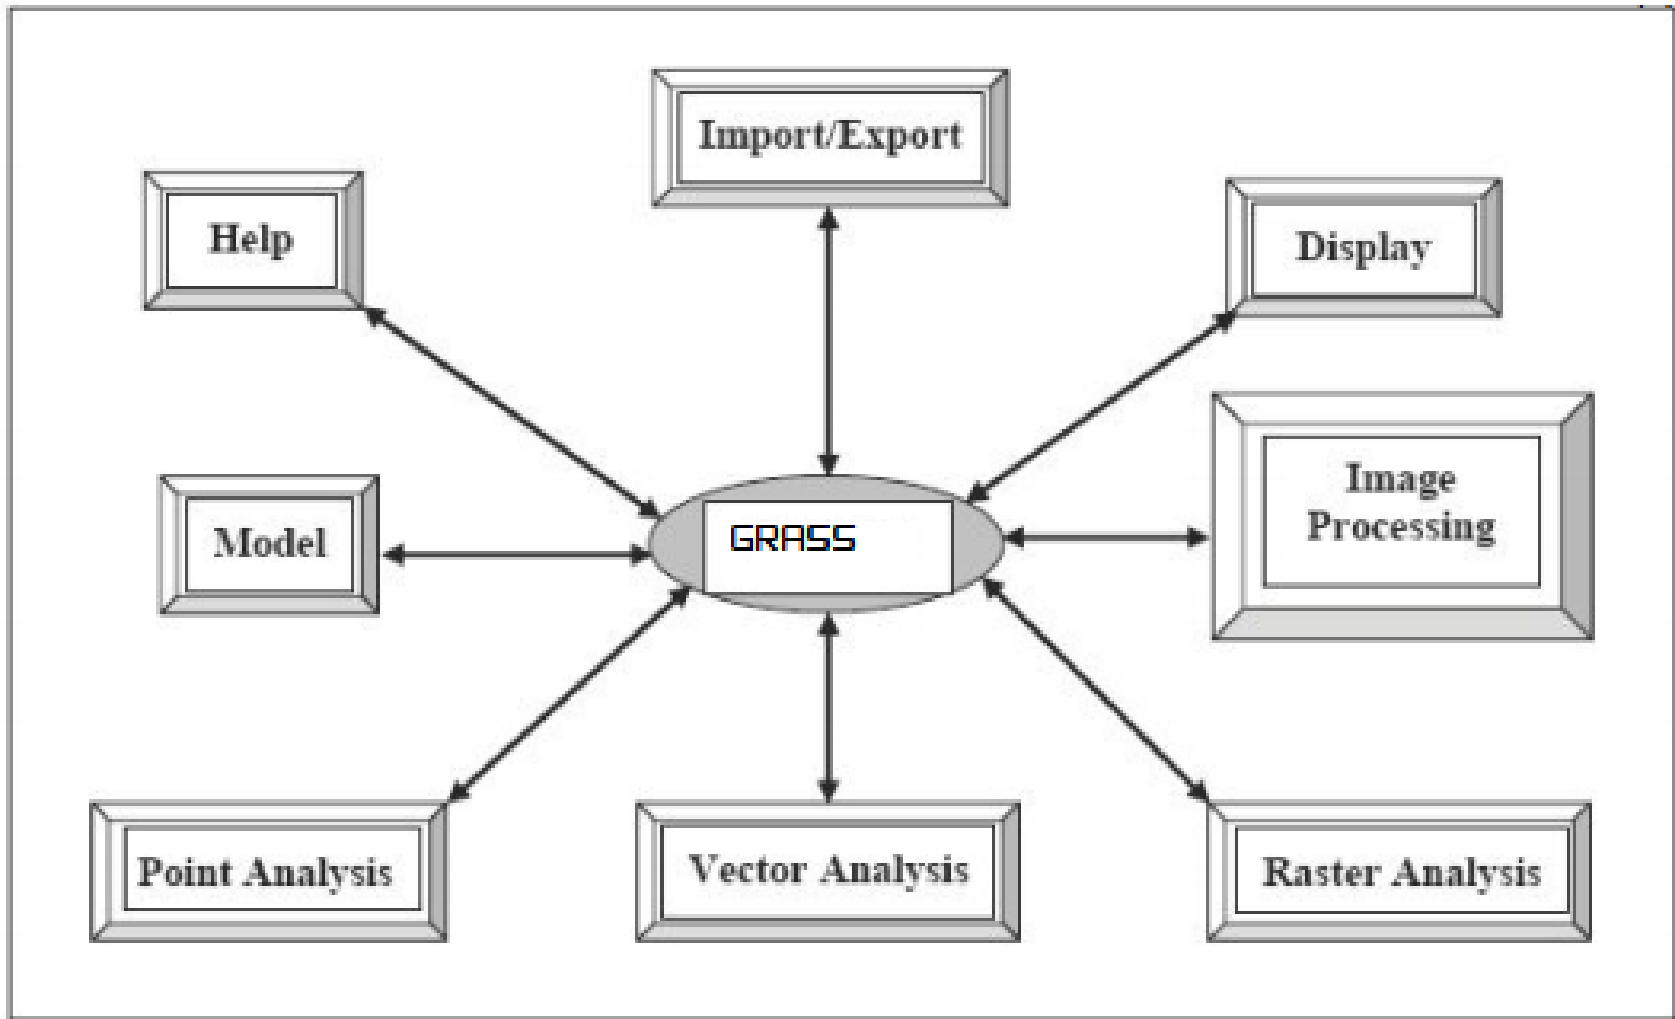 Import/Export
Help
Display
Image
Processing
Model
GRASS
Point Analysis
Vector Analysis
Raster Analysis